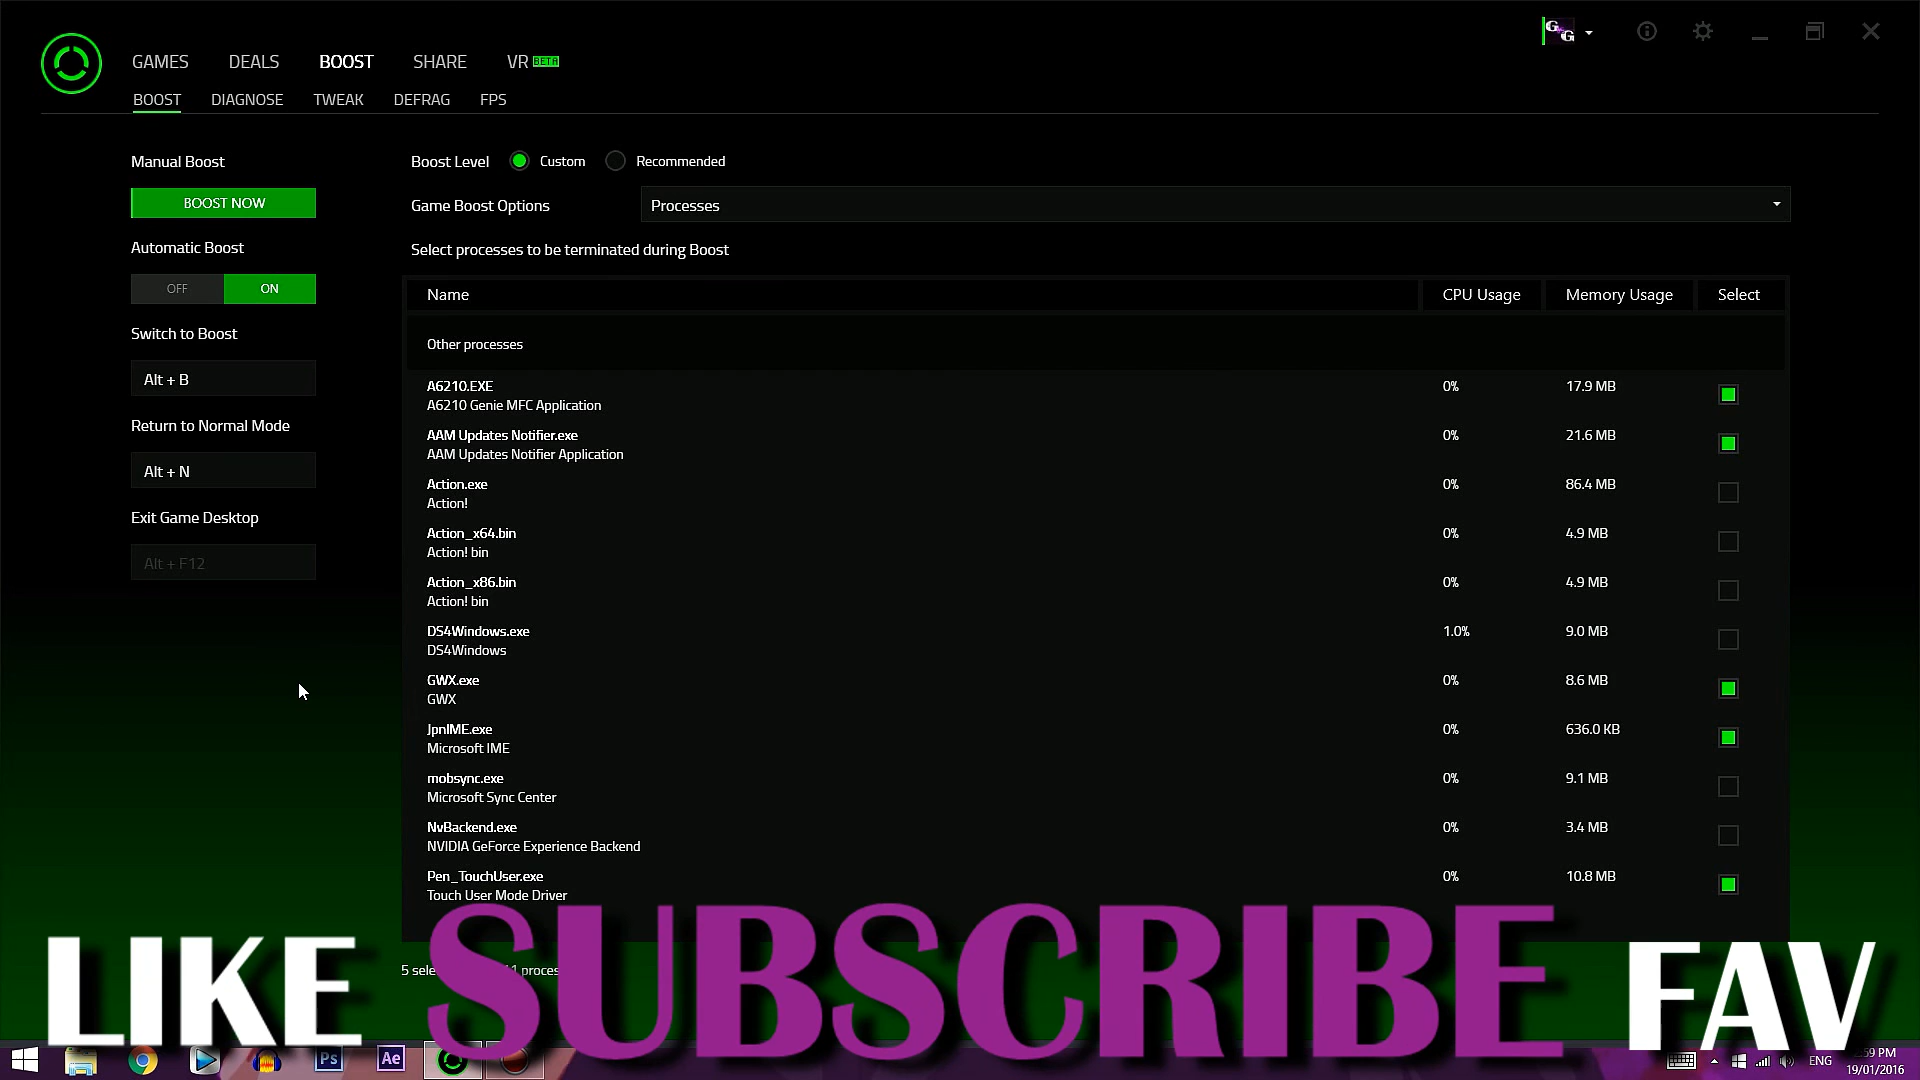 GAMES DEALS BOOST SHARE VR BETA
BOOST DIAGNOSE TWEAK DEFRAG FPS
Manual Boost
BOOST NOW
Automatic Boost
OFF ON
Switch to Boost
Alt + B
Return to Normal Mode
Alt + N
Exit Game Desktop
Alt + F12
Boost Level Custom Recommended
Game Boost Options Processes
Select processes to be terminated during Boost
Name CPU Usage Memory Usage Select
Other processes
A6210.EXE 0% 17.9 MB
A6210 Genie MFC Application
AAM Updates Notifier.exe 0% 21.6 MB
AAM Updates Notifier Application
Action.exe 0% 86.4 MB
Action!
Action_x64.bin 0% 4.9 MB
Action! bin
Action_x86.bin 0% 4.9 MB
Action! bin
DS4Windows.exe 1.0% 9.0 MB
DS4Windows
GWX.exe 0% 8.6 MB
GWX
JpnIME.exe 0% 636.0 KB
Microsoft IME
mobsync.exe 0% 9.1 MB
Microsoft Sync Center
NvBackend.exe 0% 3.4 MB
NVIDIA GeForce Experience Backend
Pen_TouchUser.exe 0% 10.8 MB
Touch User Mode Driver
5
LIKE SUBSCRIBE FAV
Ps Ae ENG
59 PM
19/01/2016